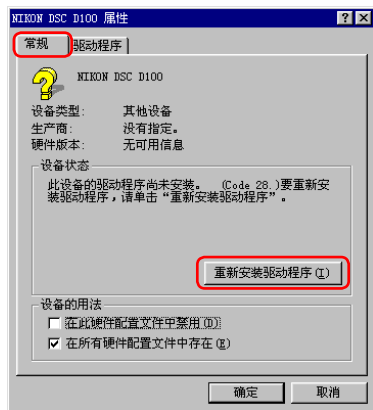 NIKON DSC D100 属性
常规
驱动程序
NIKON DSC D100
设备类型: 其他设备
生产商: 没有指定。
硬件版本: 无可用信息
设备状态
此设备的驱动程序尚未安装。 (Code 28.)要重新安
装驱动程序，请单击“重新安装驱动程序”。
重新安装驱动程序(I)
设备的用法
在此硬件配置文件中禁用(D)
在所有硬件配置文件中存在(E)
确定
取消